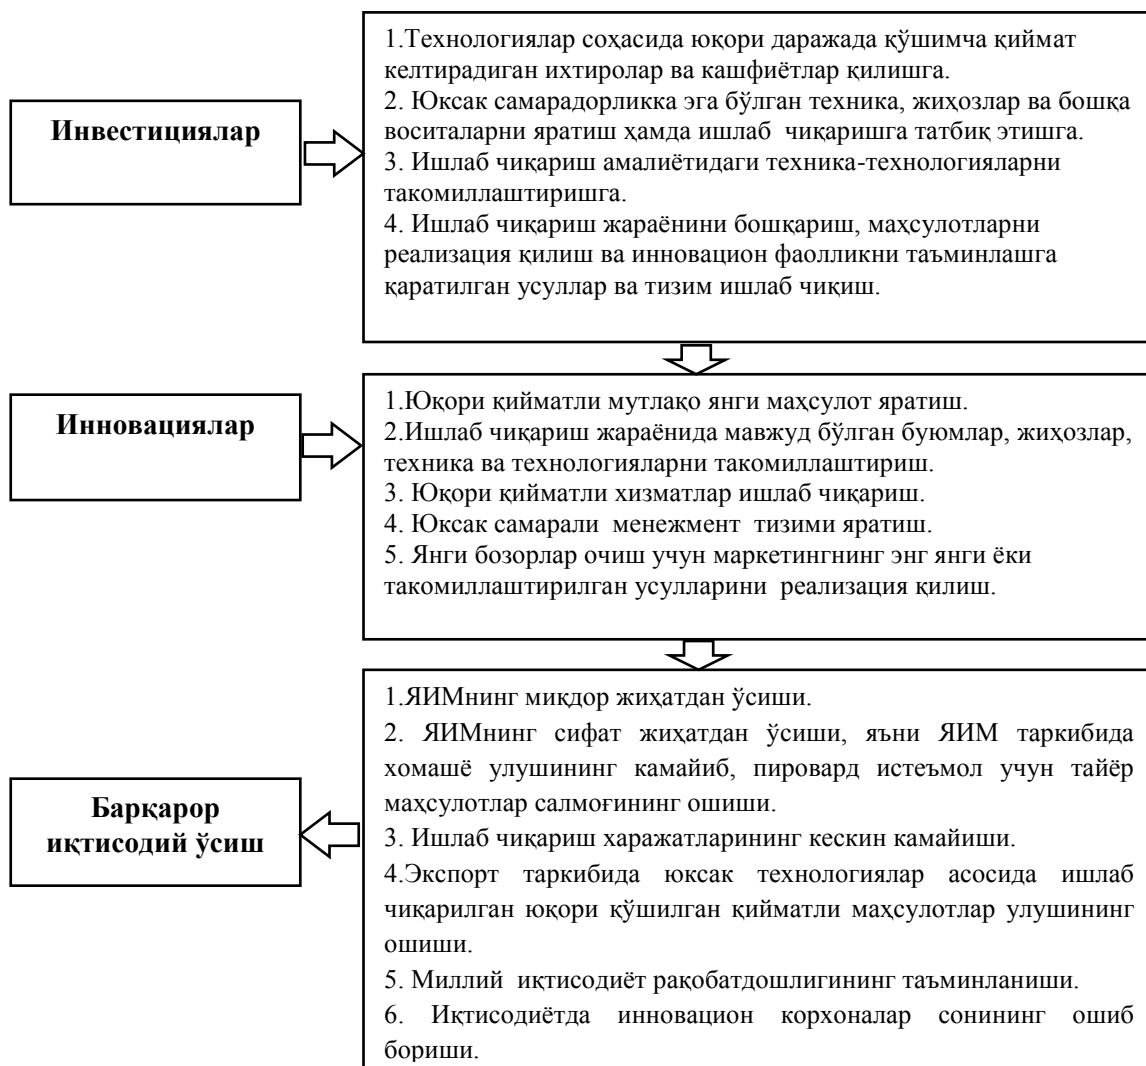 Инвестициялар
1.Технологиялар соҳасида юқори даражада қўшимча қиймат
келтирадиган ихтиролар ва кашфиётлар қилишга.
2. Юксак самарадорликка эга бўлган техника, жиҳозлар ва бошқа
воситаларни яратиш ҳамда ишлаб чиқаришга татбиқ этишга.
3. Ишлаб чиқариш амалиётидаги техника-технологияларни
такомиллаштиришга.
4. Ишлаб чиқариш жараёнини бошқариш, маҳсулотларни
реализация қилиш ва инновацион фаолликни таъминлашга
қаратилган усуллар ва тизим ишлаб чиқиш.
Инновациялар
1.Юқори қийматли мутлақо янги маҳсулот яратиш.
2.Ишлаб чиқариш жараёнида мавжуд бўлган буюмлар, жиҳозлар,
техника ва технологияларни такомиллаштириш.
3. Юқори қийматли хизматлар ишлаб чиқариш.
4. Юксак самарали менежмент тизими яратиш.
5. Янги бозорлар очиш учун маркетингнинг энг янги ёки
такомиллаштирилган усулларини реализация қилиш.
Барқарор
иқтисодий ўсиш
1.ЯИМнинг миқдор жиҳатдан ўсиши.
2. ЯИМнинг сифат жиҳатдан ўсиши, яъни ЯИМ таркибида
хомашё улушининг камайиб, пировард истеъмол учун тайёр
маҳсулотлар салмоғининг ошиши.
3. Ишлаб чиқариш харажатларининг кескин камайиши.
4.Экспорт таркибида юксак технологиялар асосида ишлаб
чиқарилган юқори қўшилган қийматли маҳсулотлар улушининг
ошиши.
5. Миллий иқтисодиёт рақобатдошлигининг таъминланиши.
6. Иқтисодиётда инновацион корхоналар сонининг ошиб
бориши.